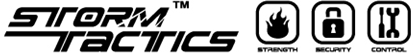 STORM™
TACTICS
STRENGTH SECURITY CONTROL